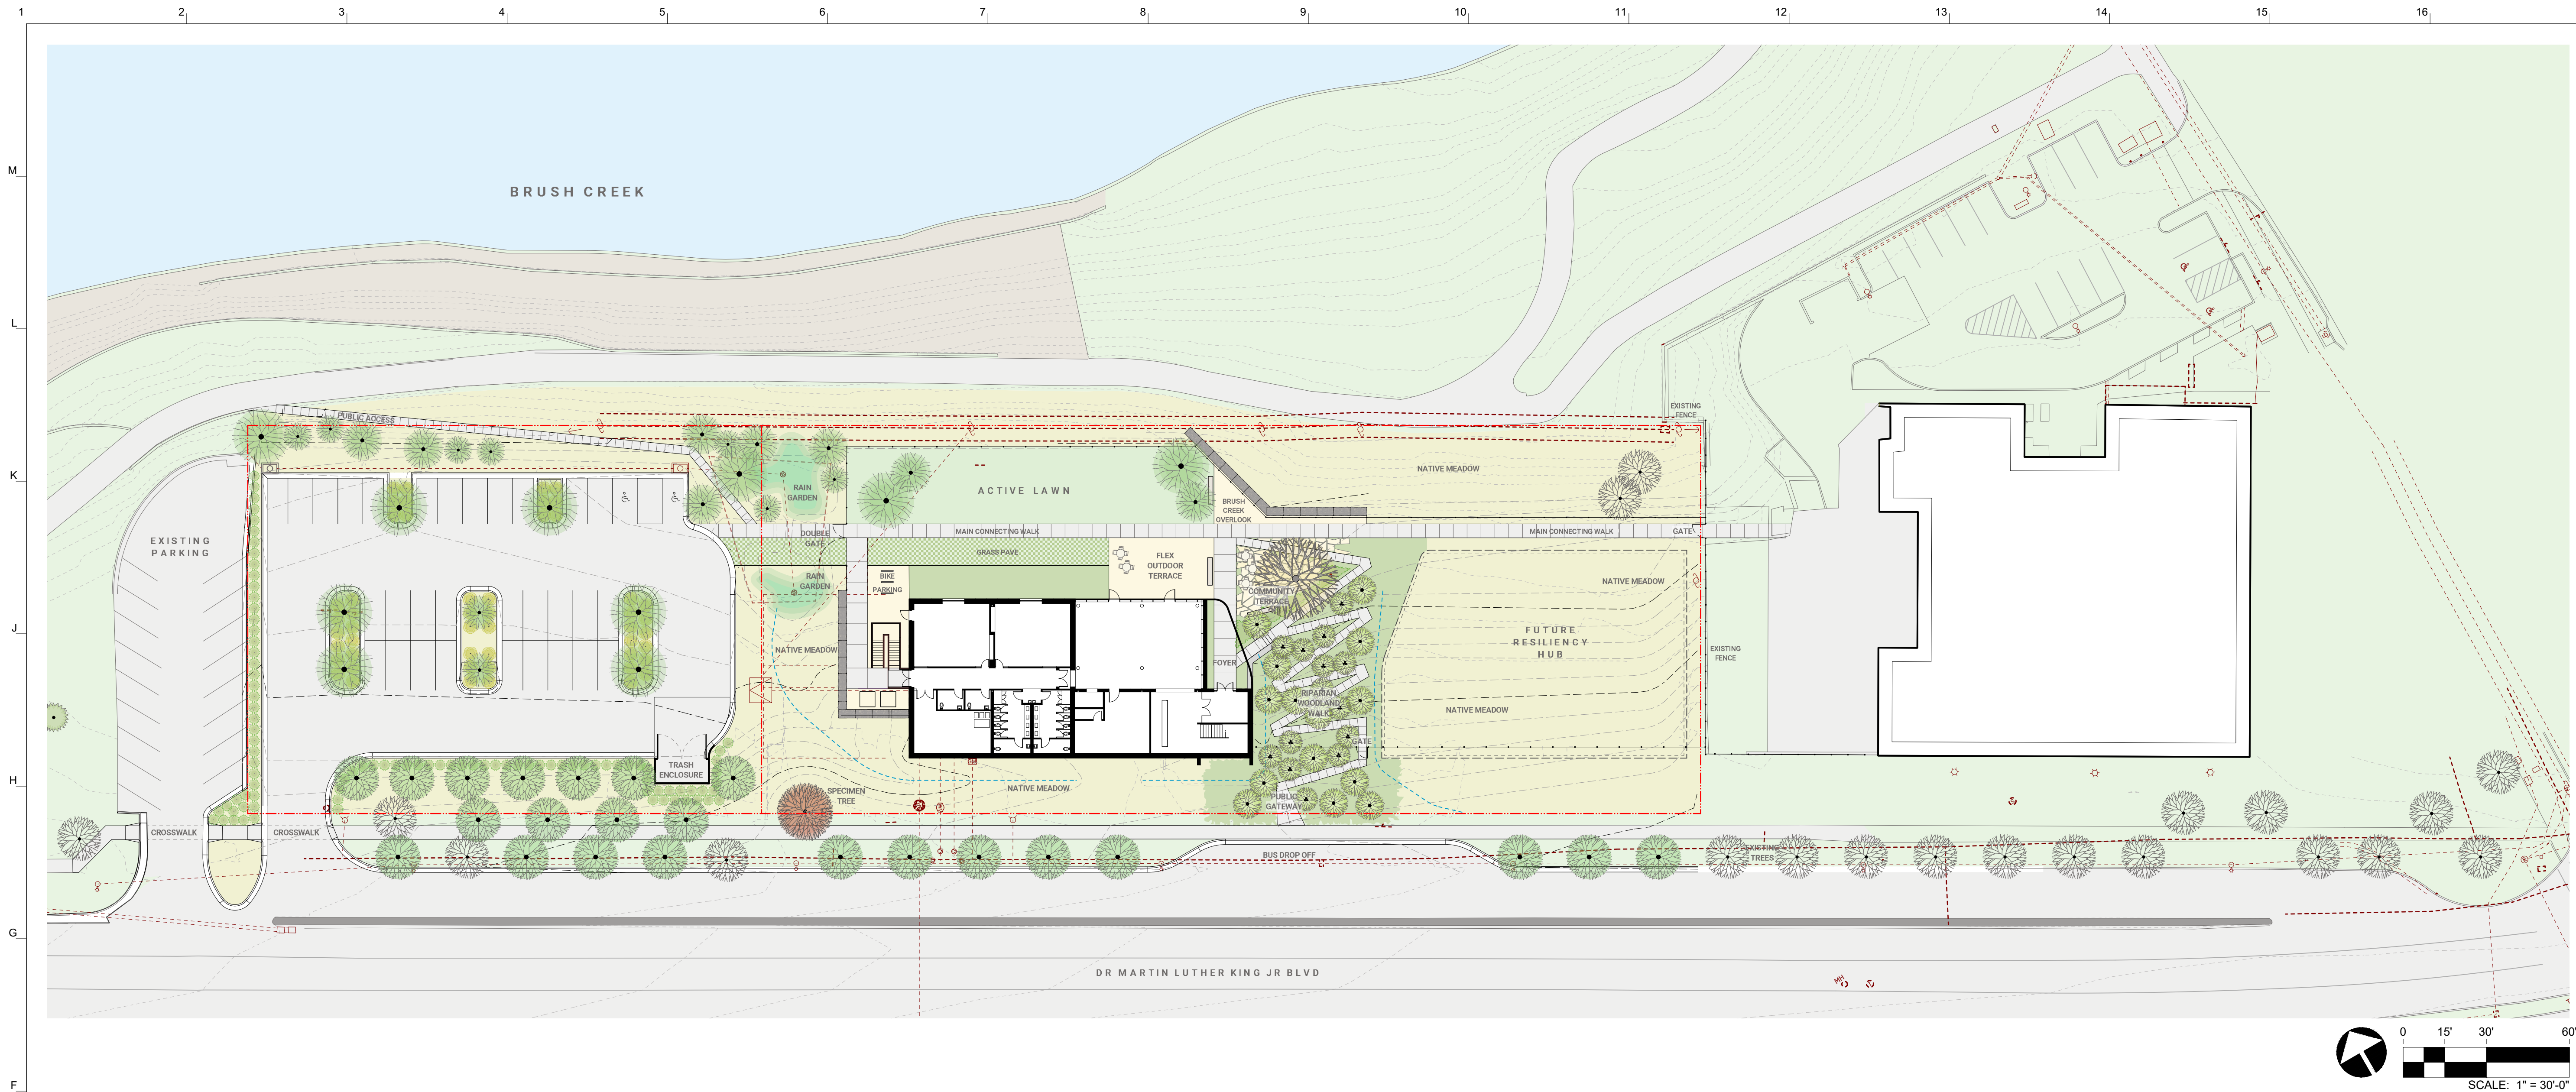 1 2 3 4 5 6 7 8 9 10 11 12 13 14 15 16
M
L
K
J
H
G
F
BRUSH CREEK
PUBLIC ACCESS
EXISTING
FENCE
NATIVE MEADOW
RAIN
GARDEN
ACTIVE LAWN
BRUSH
CREEK
OVERLOOK
EXISTING
PARKING
DOUBLE
GATE
MAIN CONNECTING WALK
MAIN CONNECTING WALK
GATE
GRASS PAVE
FLEX
OUTDOOR
TERRACE
RAIN
GARDEN
BIKE
PARKING
NATIVE MEADOW
COMMUNITY
TERRACE
FUTURE
RESILIENCY
HUB
NATIVE MEADOW
FOYER
EXISTING
FENCE
RIPARIAN
WOODLAND
WALK
NATIVE MEADOW
GATE
TRASH
ENCLOSURE
SPECIMEN
TREE
NATIVE MEADOW
PUBLIC
GATEWAY
CROSSWALK
CROSSWALK
BUS DROP OFF
EXISTING
TREES
DR MARTIN LUTHER KING JR BLVD
MH
0 15' 30' 60'
SCALE: 1" = 30'-0"